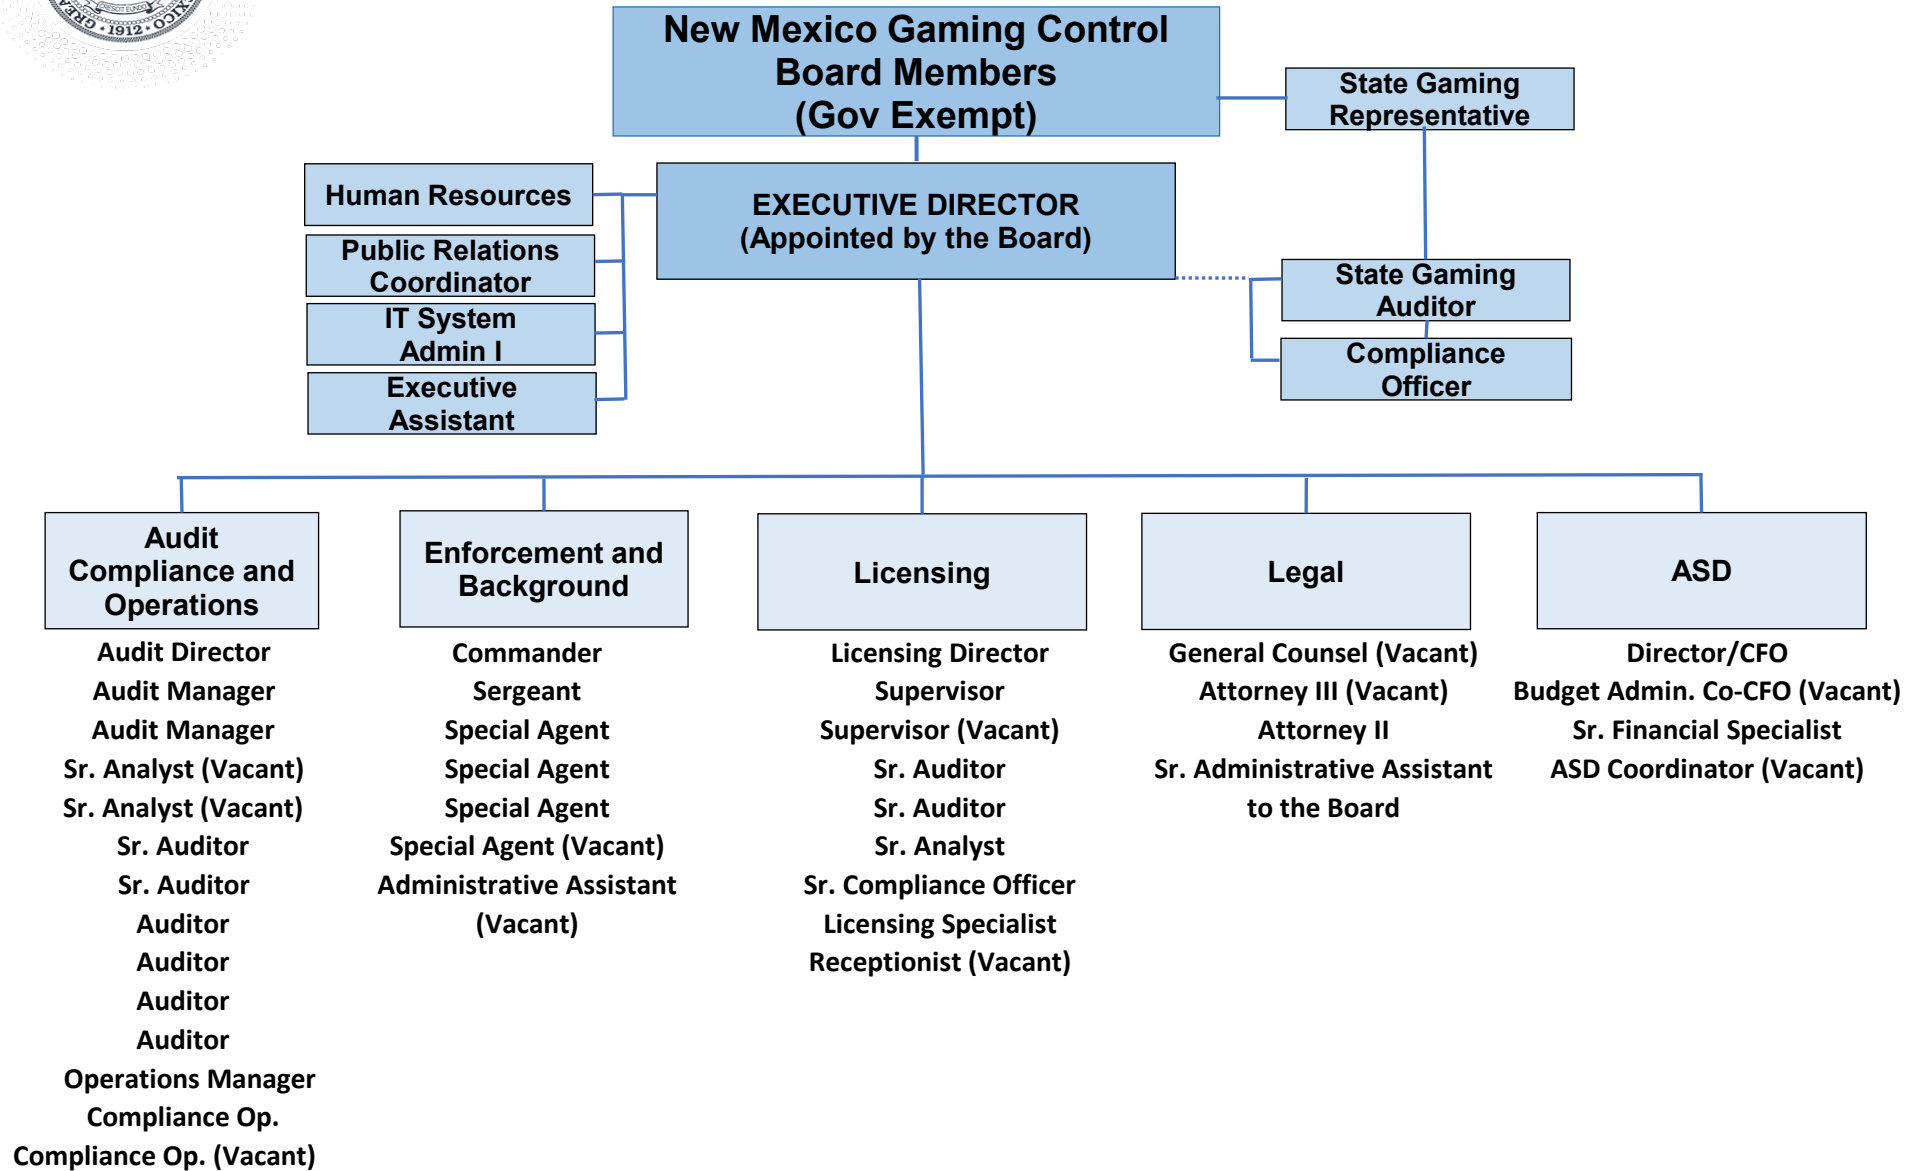 CRESCIT EUNDO
GREA
MEXICO
•1912•
New Mexico Gaming Control
Board Members
(Gov Exempt)
State Gaming
Representative
Human Resources
EXECUTIVE DIRECTOR
(Appointed by the Board)
Public Relations
Coordinator
IT System
Admin I
Executive
Assistant
State Gaming
Auditor
Compliance
Officer
Audit
Compliance and
Operations
Audit Director
Audit Manager
Audit Manager
Sr. Analyst (Vacant)
Sr. Analyst (Vacant)
Sr. Auditor
Sr. Auditor
Auditor
Auditor
Auditor
Auditor
Operations Manager
Compliance Op.
Compliance Op. (Vacant)
Enforcement and
Background
Commander
Sergeant
Special Agent
Special Agent
Special Agent
Special Agent (Vacant)
Administrative Assistant
(Vacant)
Licensing
Licensing Director
Supervisor
Supervisor (Vacant)
Sr. Auditor
Sr. Auditor
Sr. Analyst
Sr. Compliance Officer
Licensing Specialist
Receptionist (Vacant)
Legal
General Counsel (Vacant)
Attorney III (Vacant)
Attorney II
Sr. Administrative Assistant
to the Board
ASD
Director/CFO
Budget Admin. Co-CFO (Vacant)
Sr. Financial Specialist
ASD Coordinator (Vacant)